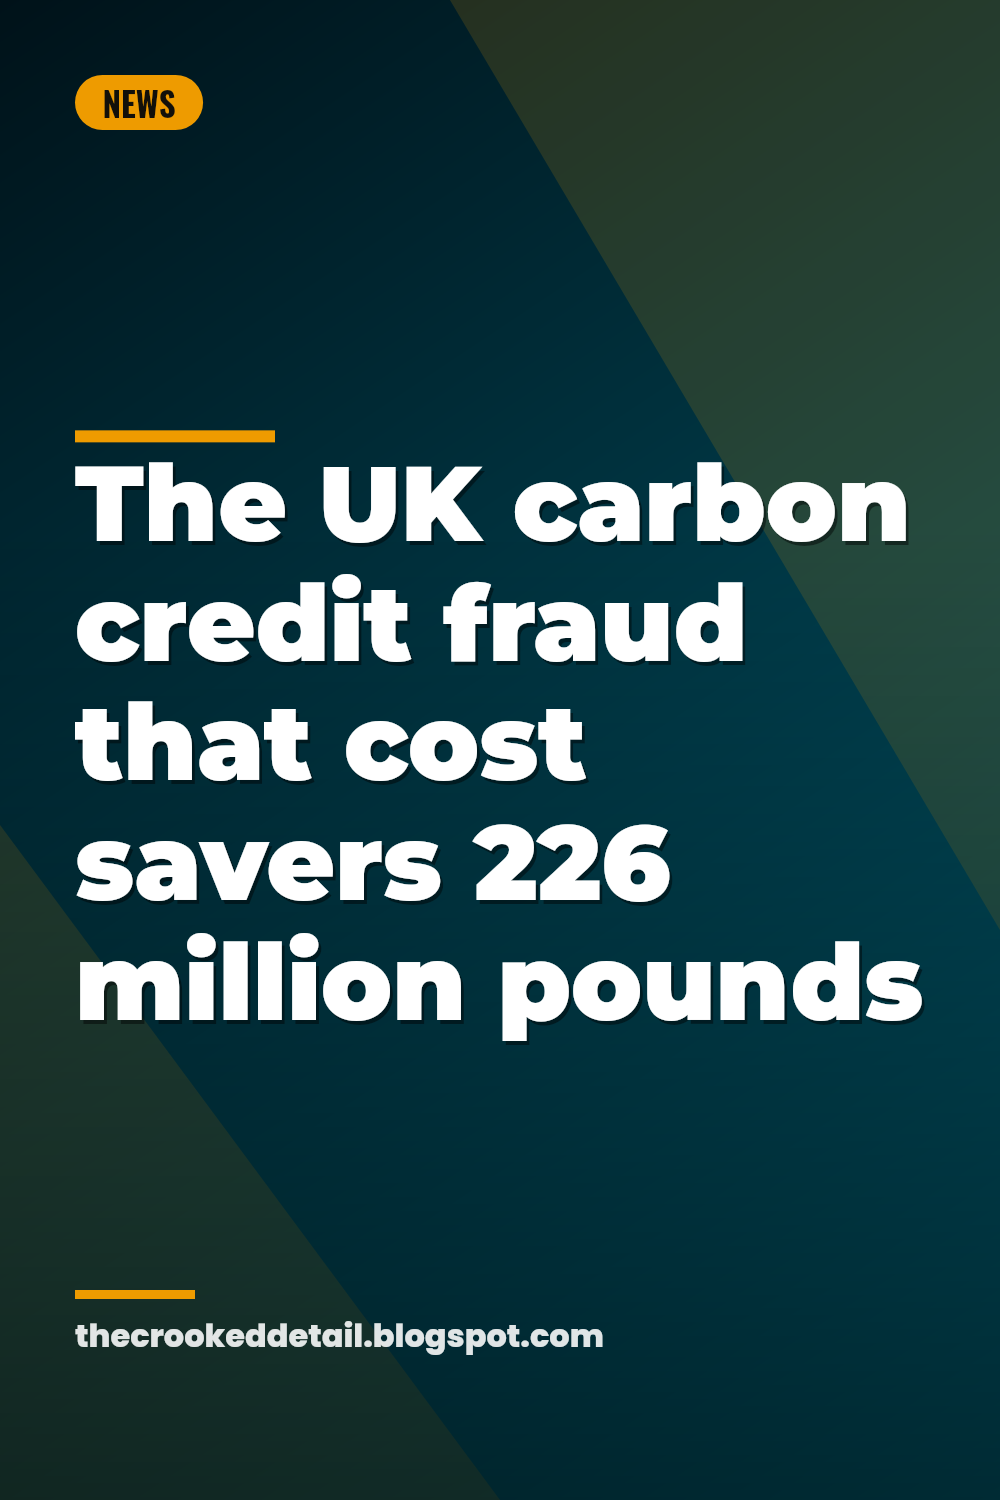 NEWS
The UK carbon
credit fraud
that cost
savers 226
million pounds
thecrookeddetail.blogspot.com